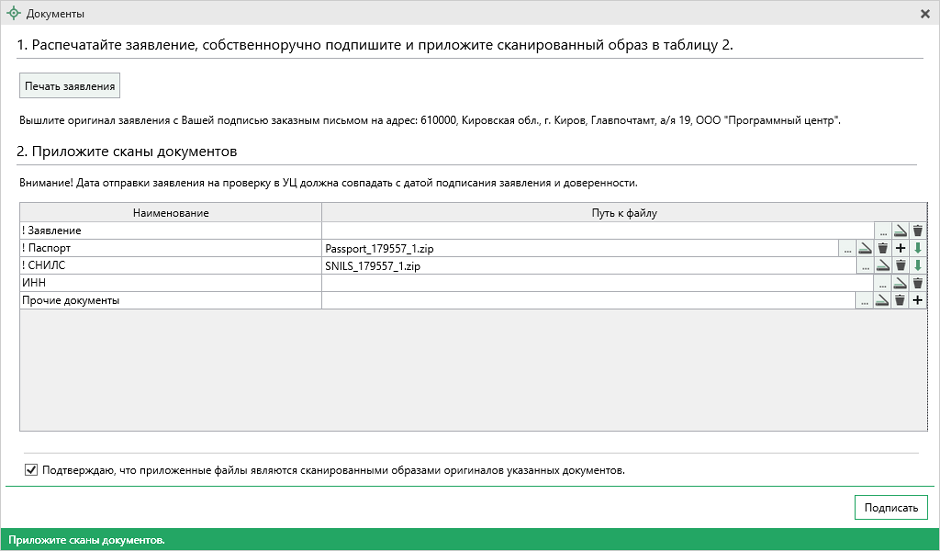 Документы
1. Распечатайте заявление, собственноручно подпишите и приложите сканированный образ в таблицу 2.
Печать заявления
Вышлите оригинал заявления с Вашей подписью заказным письмом на адрес: 610000, Кировская обл., г. Киров, Главпочтамт, а/я 19, ООО "Программный центр".
2. Приложите сканы документов
Внимание! Дата отправки заявления на проверку в УЦ должна совпадать с датой подписания заявления и доверенности.
Наименование Путь к файлу
! Заявление ...
! Паспорт Passport_179557_1.zip ...
! СНИЛС SNILS_179557_1.zip ...
ИНН ...
Прочие документы ...
Подтверждаю, что приложенные файлы являются сканированными образами оригиналов указанных документов.
Подписать
Приложите сканы документов.